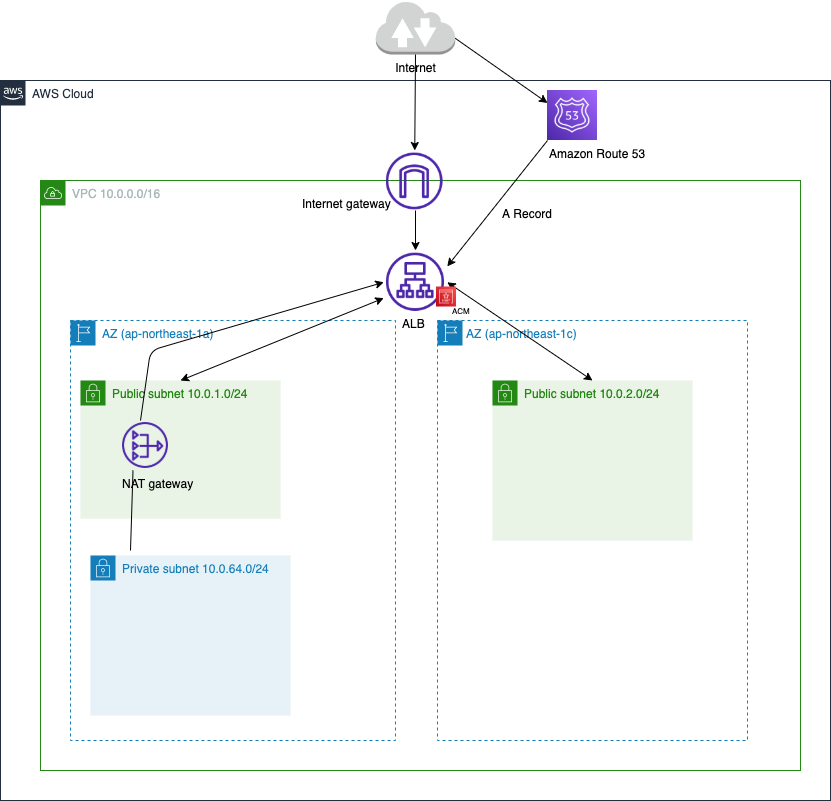 Internet
aws
AWS Cloud
53
Amazon Route 53
VPC 10.0.0.0/16
Internet gateway
A Record
ACM
ALB
AZ (ap-northeast-1a)
AZ (ap-northeast-1c)
Public subnet 10.0.1.0/24
Public subnet 10.0.2.0/24
NAT gateway
Private subnet 10.0.64.0/24